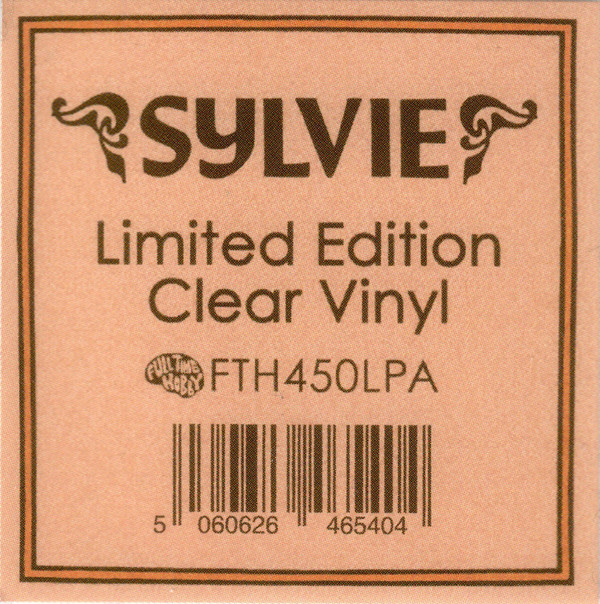 SYLVIE
Limited Edition
Clear Vinyl
FULL TIME HOBBY FTH450LPA
5 060626 465404